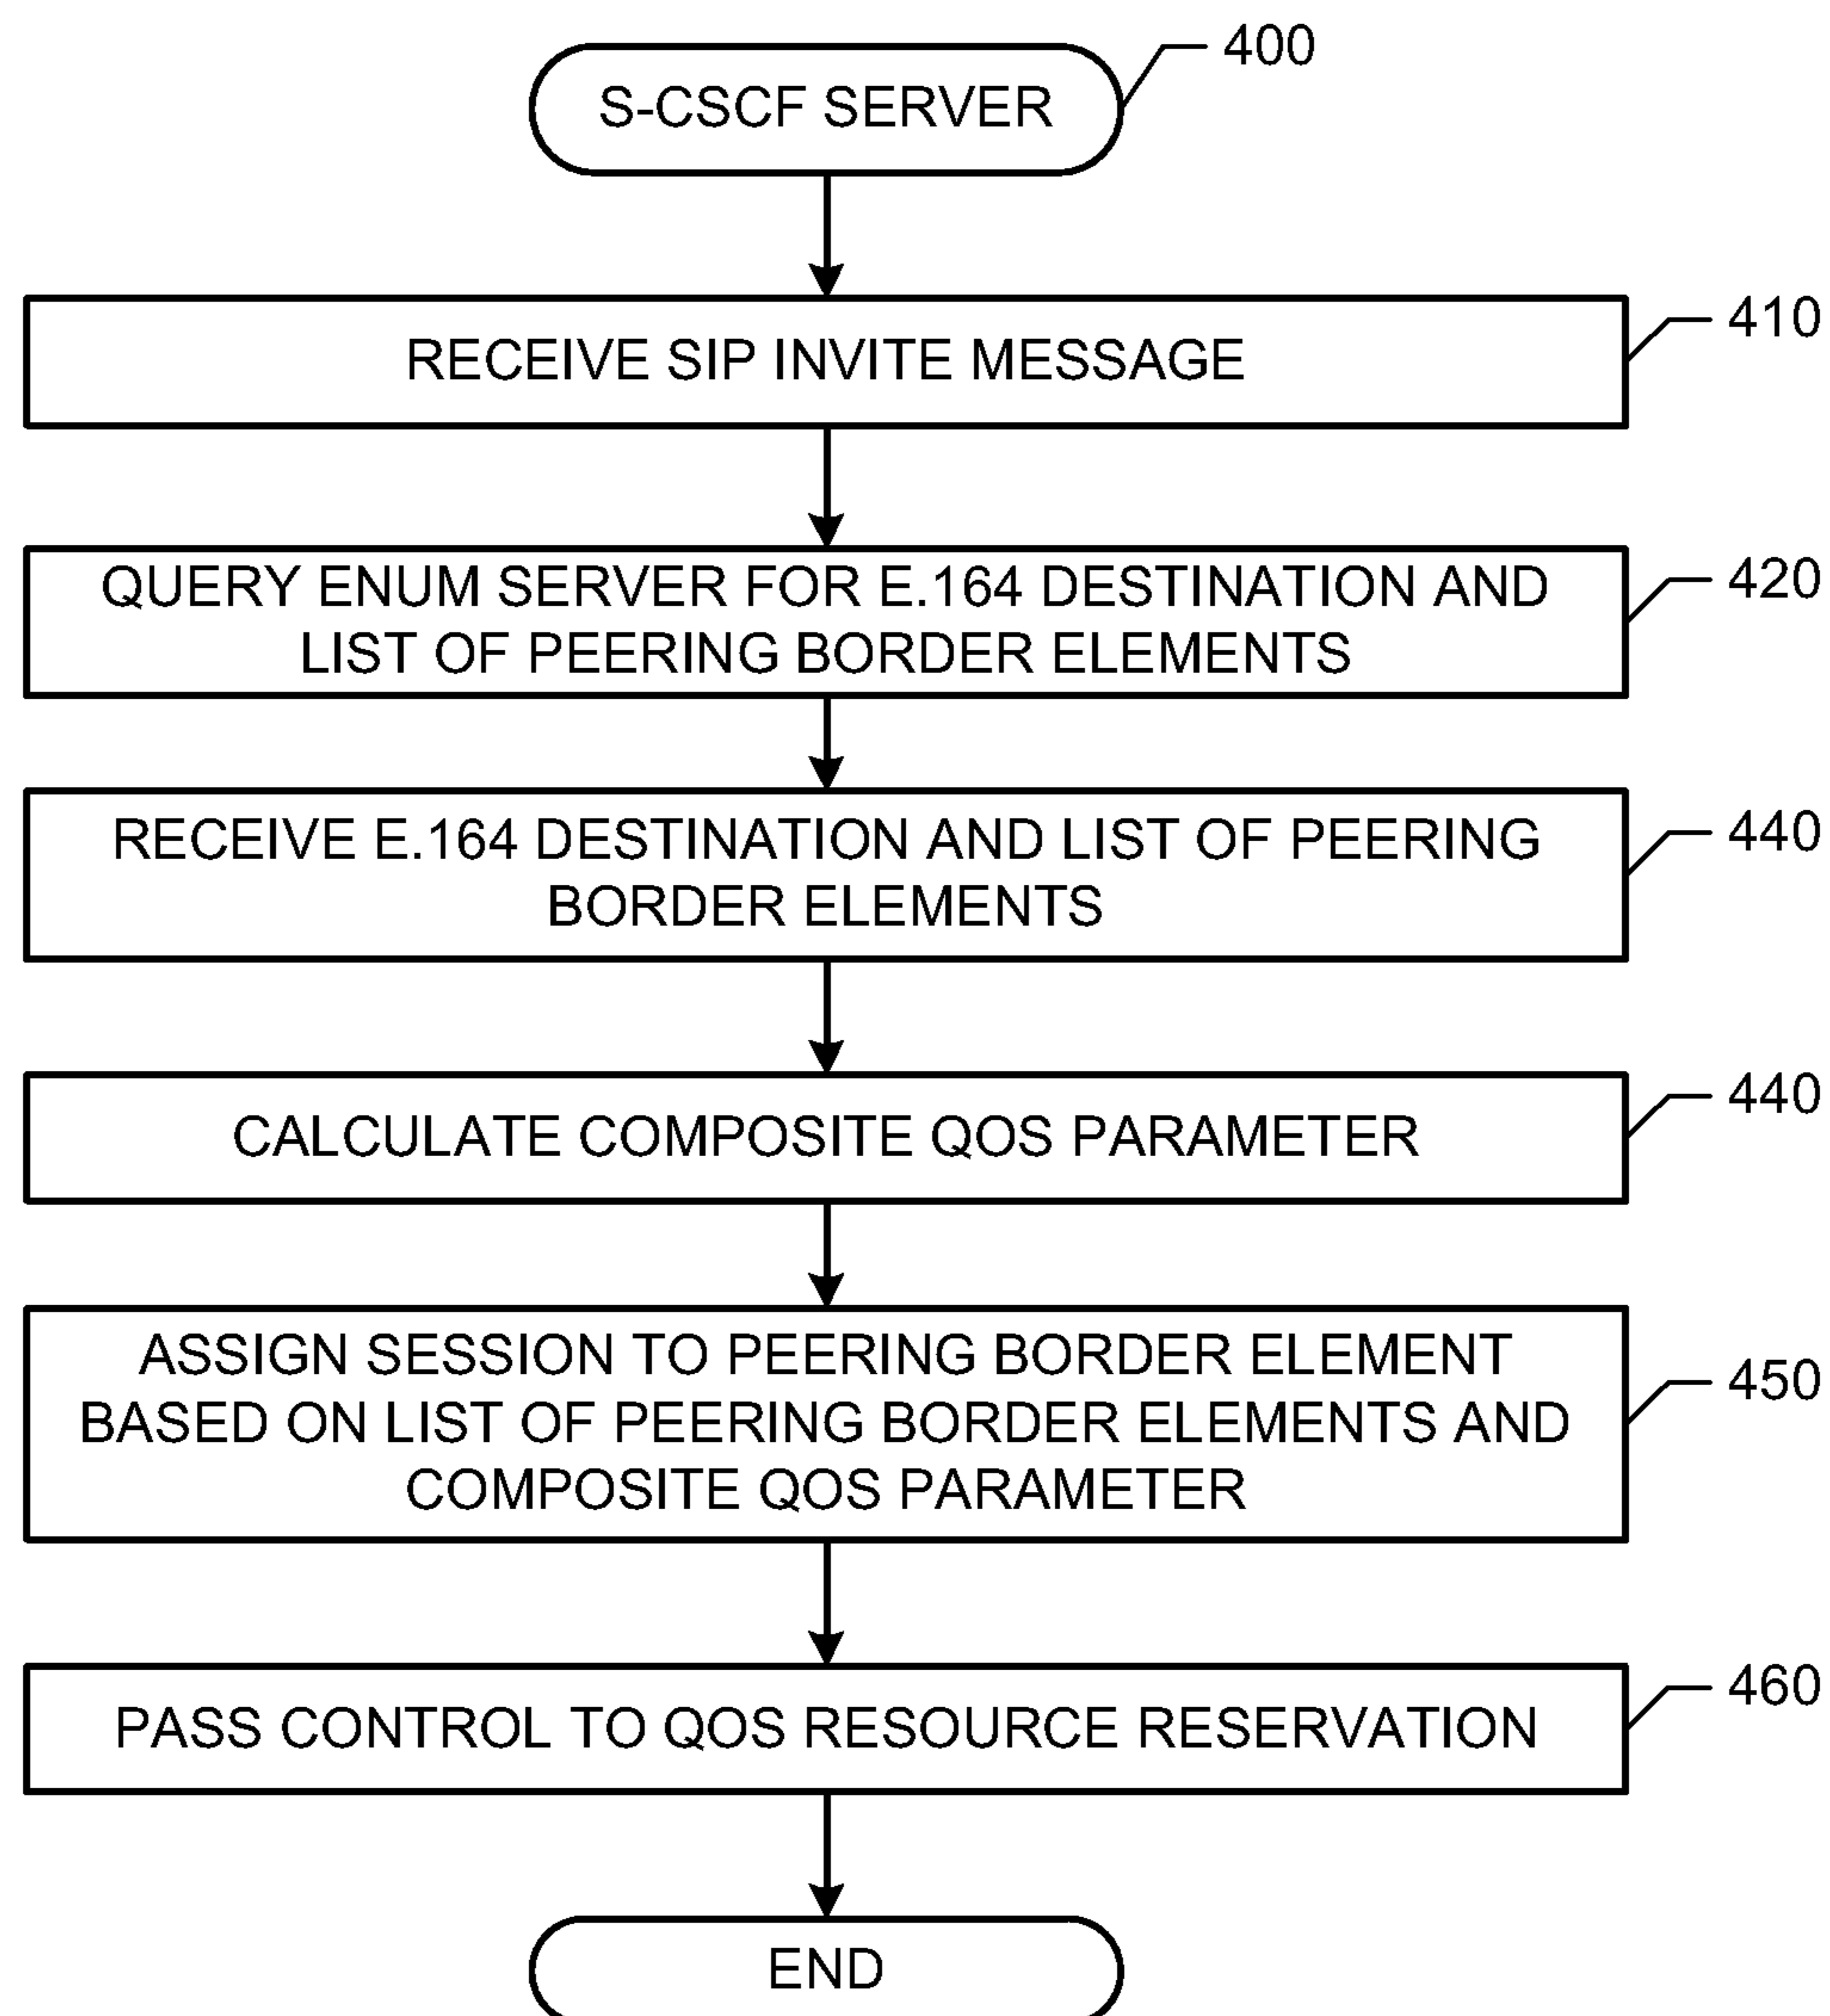 400
S-CSCF SERVER
410
RECEIVE SIP INVITE MESSAGE
420
QUERY ENUM SERVER FOR E.164 DESTINATION AND
LIST OF PEERING BORDER ELEMENTS
440
RECEIVE E.164 DESTINATION AND LIST OF PEERING
BORDER ELEMENTS
440
CALCULATE COMPOSITE QOS PARAMETER
450
ASSIGN SESSION TO PEERING BORDER ELEMENT
BASED ON LIST OF PEERING BORDER ELEMENTS AND
COMPOSITE QOS PARAMETER
460
PASS CONTROL TO QOS RESOURCE RESERVATION
END